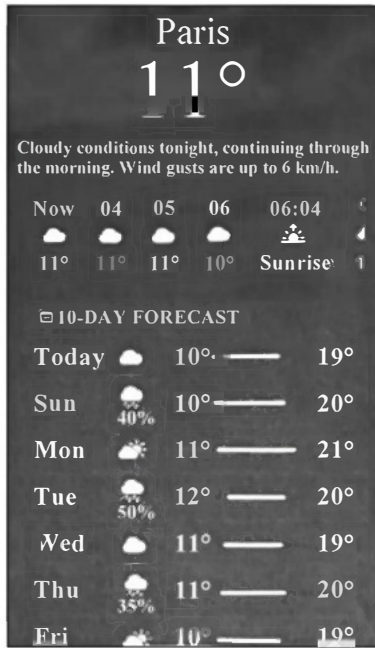 Paris
11°
Cloudy conditions tonight, continuing through
the morning. Wind gusts are up to 6 km/h.
Now 04 05 06 06:04
11° 11° 11° 10° Sunrise
10-DAY FORECAST
Today 10° 19°
Sun 40% 10° 20°
Mon 11° 21°
Tue 50% 12° 20°
Wed 11° 19°
Thu 35% 11° 20°
Fri 10° 19°